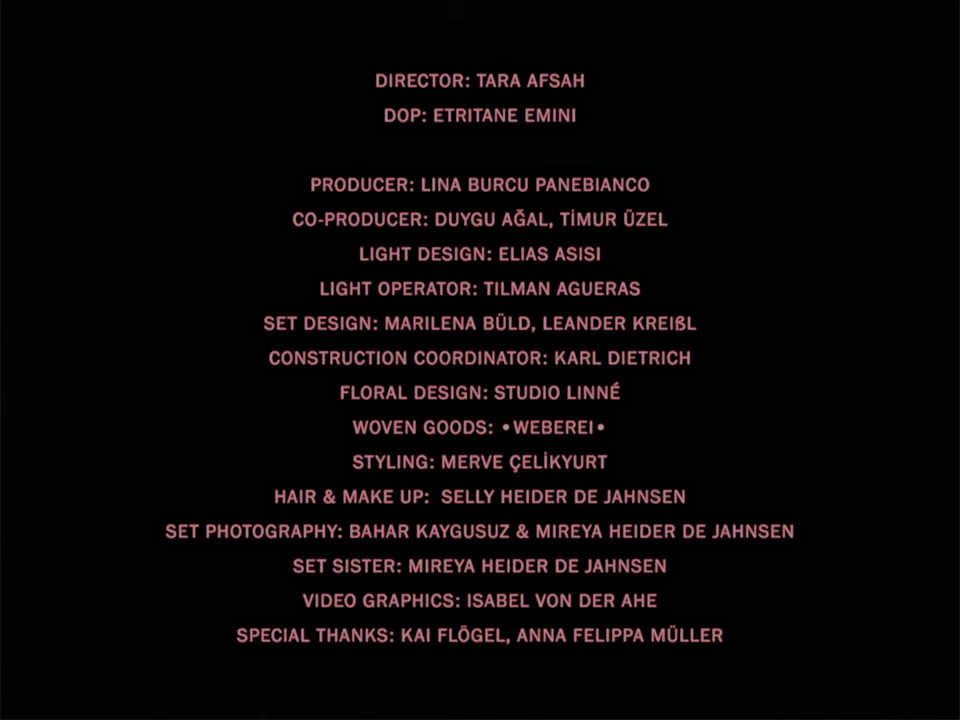 DIRECTOR: TARA AFSAH
DOP: ETRITANE EMINI
PRODUCER: LINA BURCU PANEBIANCO
CO-PRODUCER: DUYGU AĞAL, TİMUR ÜZEL
LIGHT DESIGN: ELIAS ASISI
LIGHT OPERATOR: TILMAN AGUERAS
SET DESIGN: MARILENA BÜLD, LEANDER KREIßL
CONSTRUCTION COORDINATOR: KARL DIETRICH
FLORAL DESIGN: STUDIO LINNÉ
WOVEN GOODS: •WEBEREI•
STYLING: MERVE ÇELİKYURT
HAIR & MAKE UP: SELLY HEIDER DE JAHNSEN
SET PHOTOGRAPHY: BAHAR KAYGUSUZ & MIREYA HEIDER DE JAHNSEN
SET SISTER: MIREYA HEIDER DE JAHNSEN
VIDEO GRAPHICS: ISABEL VON DER AHE
SPECIAL THANKS: KAI FLÖGEL, ANNA FELIPPA MÜLLER